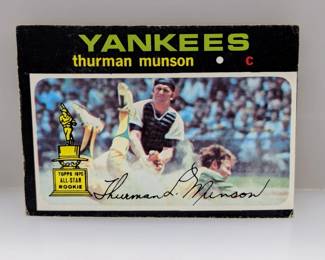 YANKEES
thurman munson • c
TOPPS 1970
ALL-STAR
ROOKIE
Thurman L. Munson